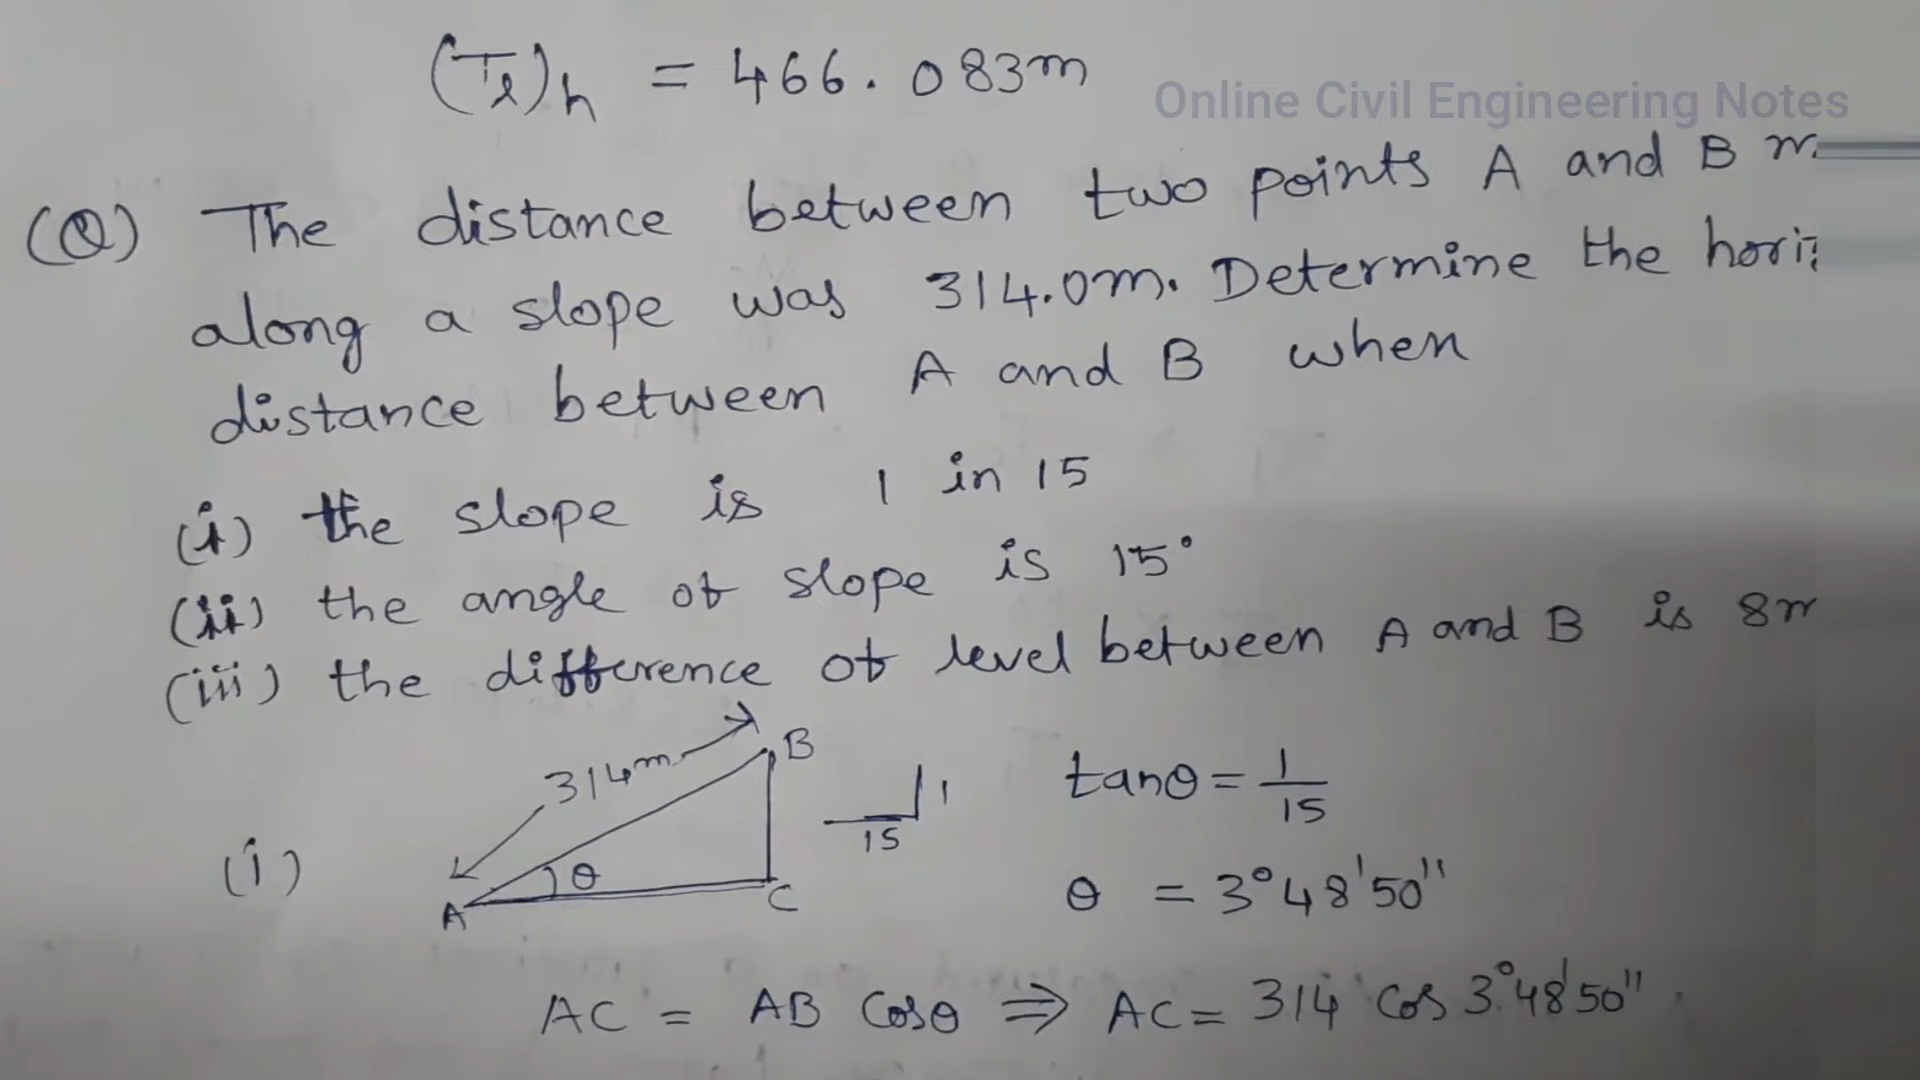 (Tl)h = 466.083m
Online Civil Engineering Notes
(Q) The distance between two points A and B
along a slope was 314.0m. Determine the hori
distance between A and B when
(i) the slope is 1 in 15
(ii) the angle of slope is 15°
(iii) the difference of level between A and B is 8m
314m
B
1
15
tanθ = 1/15
(i)
θ
A
C
θ = 3°48'50"
AC = AB Cosθ ⇒ AC = 314 Cos 3°48'50"